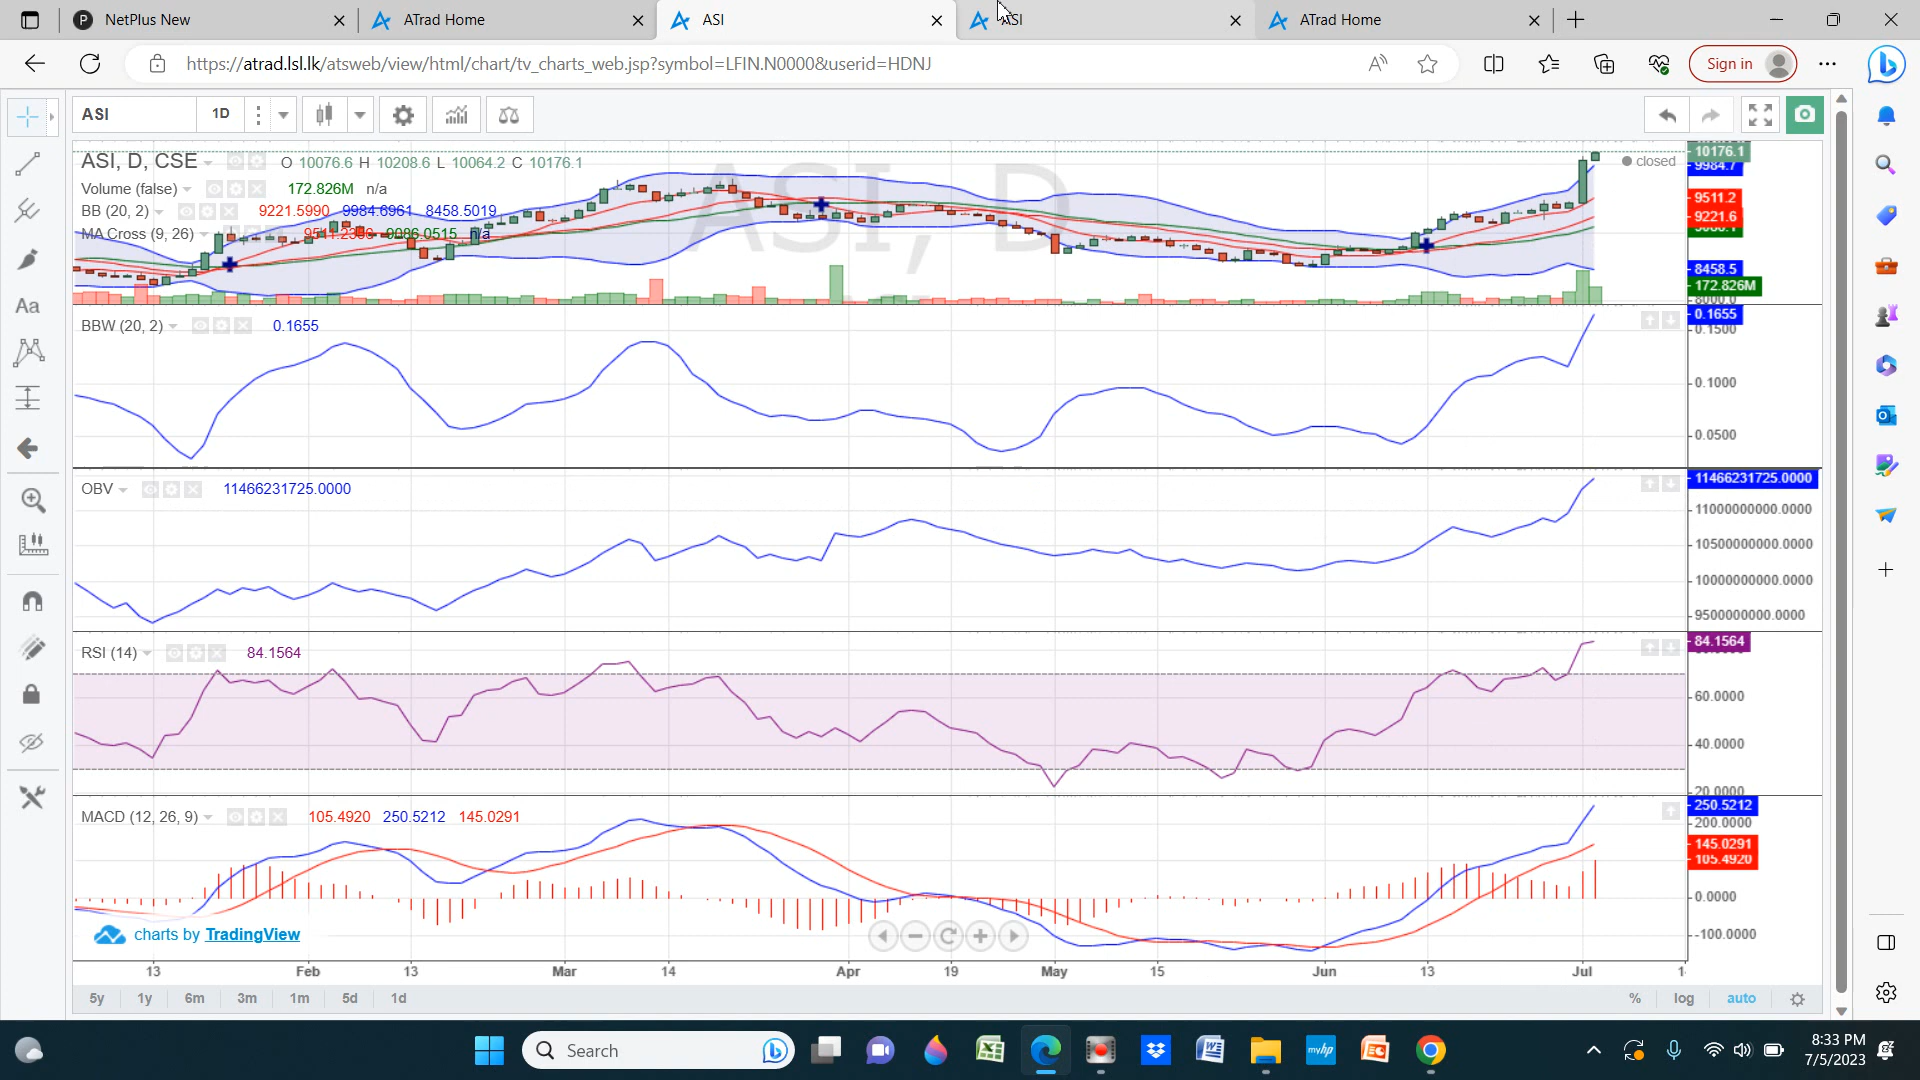 NetPlus New
ATrad Home
ASI
ASI
ATrad Home
https://atrad.lsl.lk/atsweb/view/html/chart/tv_charts_web.jsp?symbol=LFIN.N0000&userid=HDNJ
Sign in
ASI
1D
ASI, D, CSE
O 10076.6 H 10208.6 L 10064.2 C 10176.1
closed
Volume (false) 172.826M n/a
BB (20, 2) 9221.5990 9984.6961 8458.5019
MA Cross (9, 26) 9086.0515 n/a
ASI, D
10176.1
9984.7
9511.2
9221.6
8458.5
172.826M
8000.0
BBW (20, 2) 0.1655
0.1655
0.1500
0.1000
0.0500
OBV 11466231725.0000
11466231725.0000
11000000000.0000
10500000000.0000
10000000000.0000
9500000000.0000
RSI (14) 84.1564
84.1564
60.0000
40.0000
20.0000
MACD (12, 26, 9) 105.4920 250.5212 145.0291
250.5212
200.0000
145.0291
105.4920
0.0000
-100.0000
charts by TradingView
13 Feb 13 Mar 14 Apr 19 May 15 Jun 13 Jul
5y 1y 6m 3m 1m 5d 1d
% log auto
Aa
Search
8:33 PM
7/5/2023